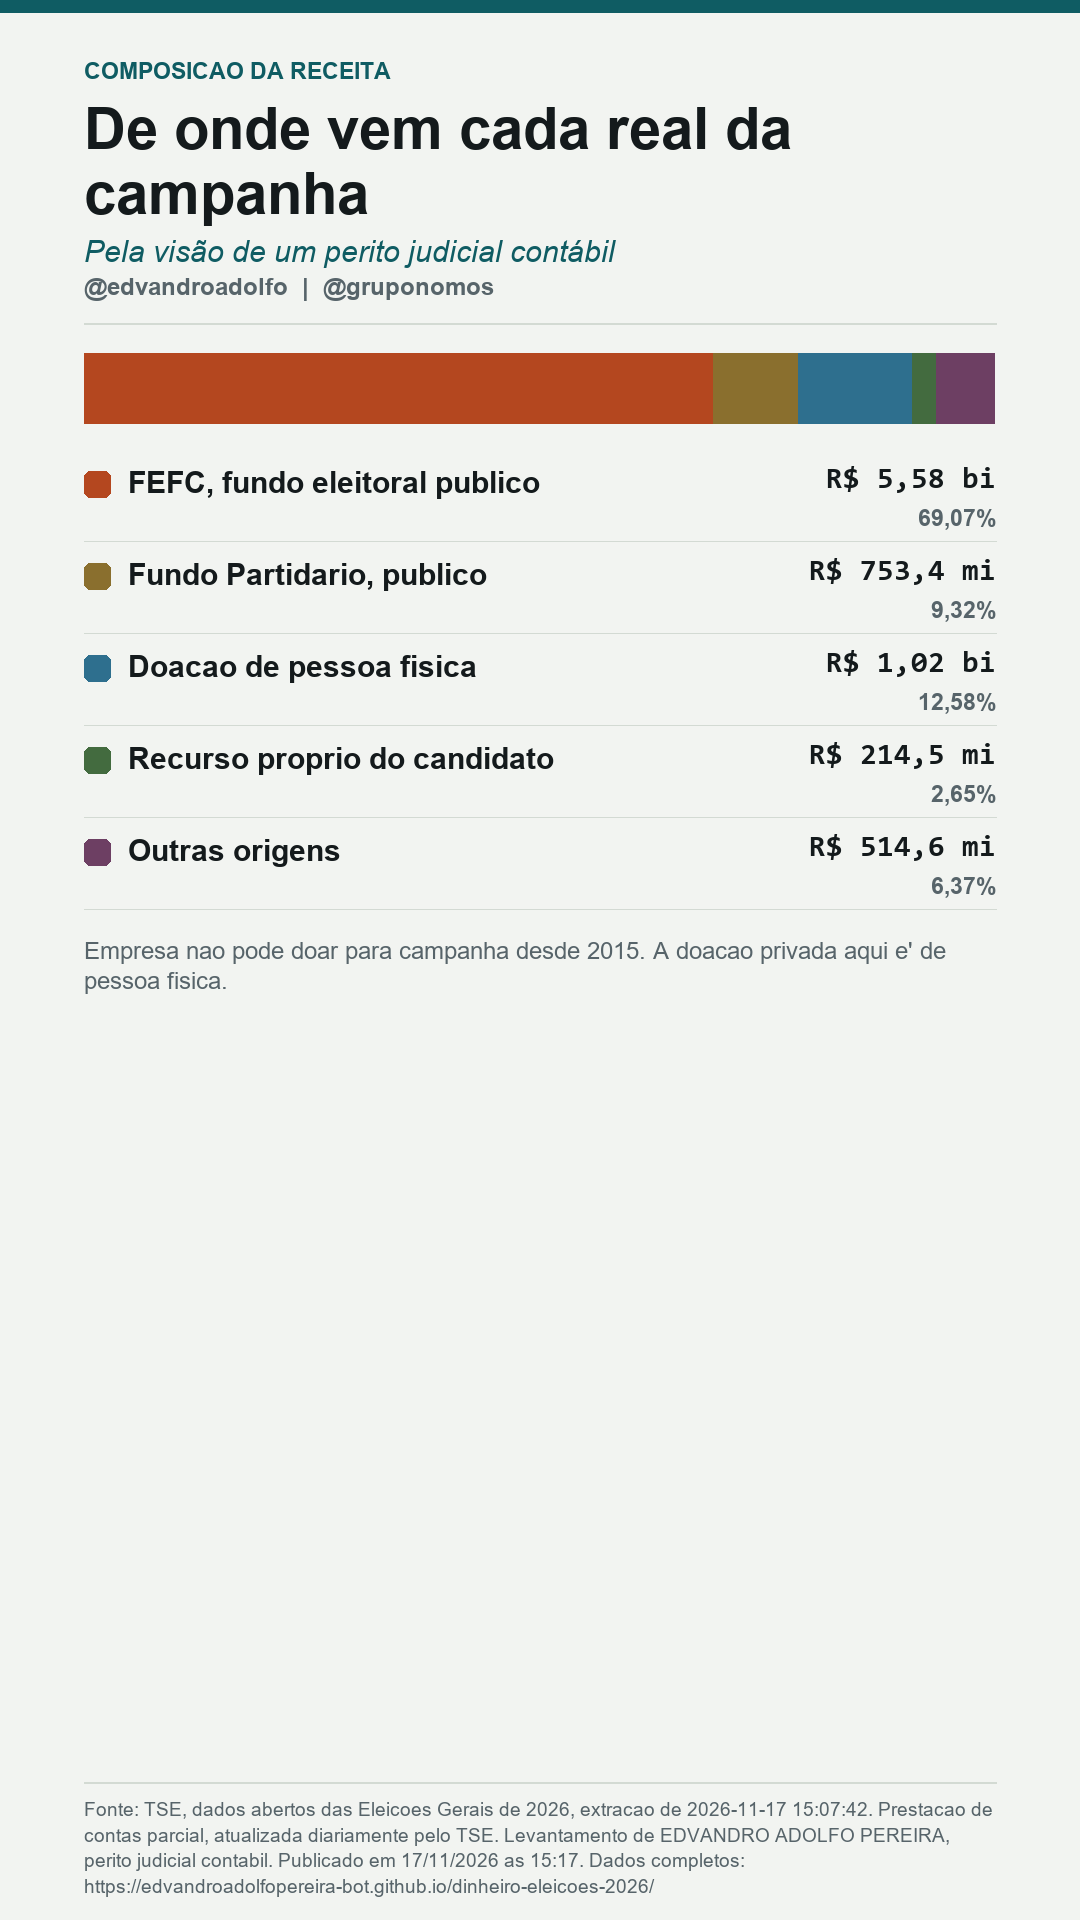 COMPOSICAO DA RECEITA
De onde vem cada real da
campanha
Pela visão de um perito judicial contábil
@edvandroadolfo | @gruponomos
FEFC, fundo eleitoral publico
R$ 5,58 bi
69,07%
Fundo Partidario, publico
R$ 753,4 mi
9,32%
Doacao de pessoa fisica
R$ 1,02 bi
12,58%
Recurso proprio do candidato
R$ 214,5 mi
2,65%
Outras origens
R$ 514,6 mi
6,37%
Empresa nao pode doar para campanha desde 2015. A doacao privada aqui e' de
pessoa fisica.
Fonte: TSE, dados abertos das Eleicoes Gerais de 2026, extracao de 2026-11-17 15:07:42. Prestacao de
contas parcial, atualizada diariamente pelo TSE. Levantamento de EDVANDRO ADOLFO PEREIRA,
perito judicial contabil. Publicado em 17/11/2026 as 15:17. Dados completos:
https://edvandroadolfopereira-bot.github.io/dinheiro-eleicoes-2026/